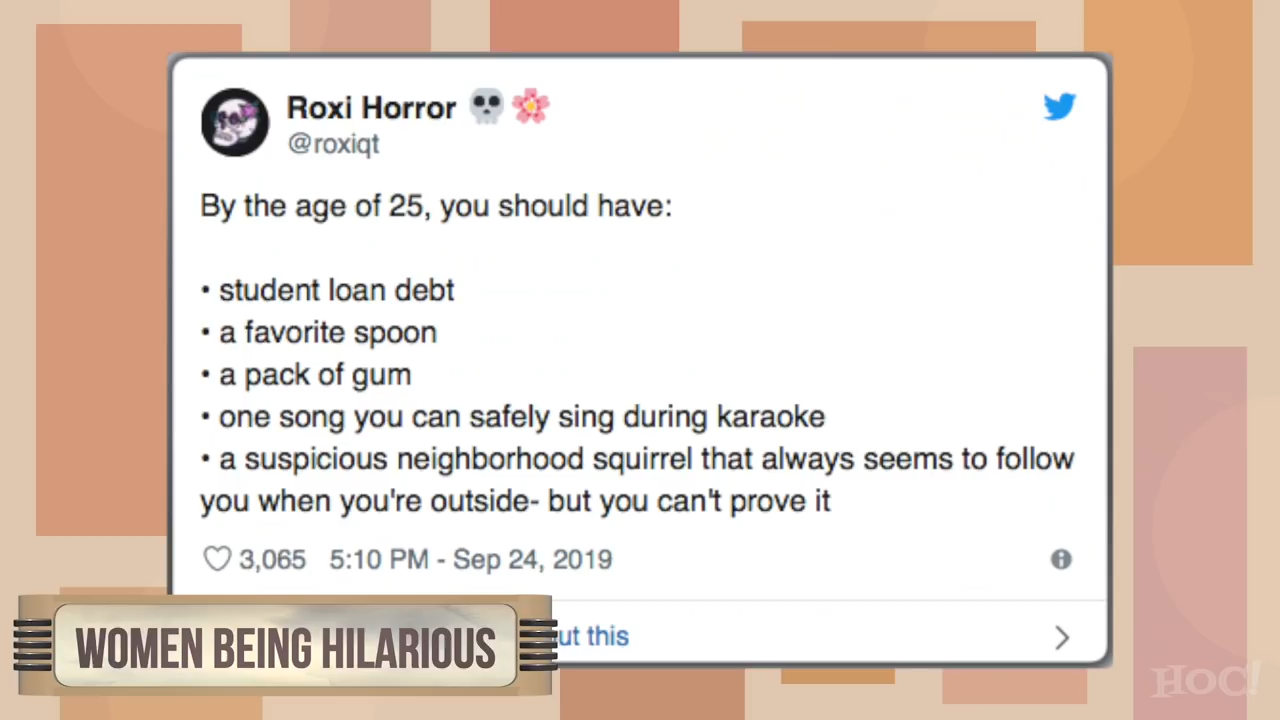 Roxi Horror 💀🌸
@roxiqt
By the age of 25, you should have:
• student loan debt
• a favorite spoon
• a pack of gum
• one song you can safely sing during karaoke
• a suspicious neighborhood squirrel that always seems to follow
you when you're outside- but you can't prove it
3,065 5:10 PM - Sep 24, 2019
this
WOMEN BEING HILARIOUS
HOC!